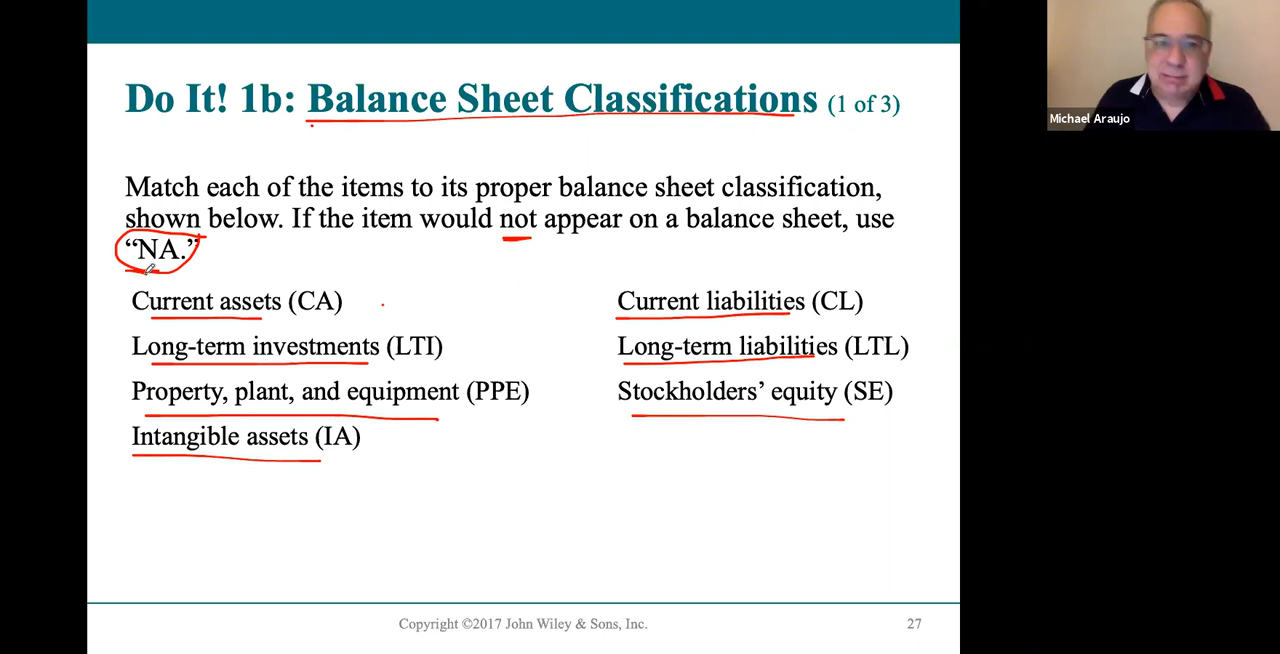 Do It! 1b: Balance Sheet Classifications (1 of 3)
Michael Araujo
Match each of the items to its proper balance sheet classification,
shown below. If the item would not appear on a balance sheet, use
“NA.”
Current assets (CA)
Long-term investments (LTI)
Property, plant, and equipment (PPE)
Intangible assets (IA)
Current liabilities (CL)
Long-term liabilities (LTL)
Stockholders’ equity (SE)
Copyright ©2017 John Wiley & Sons, Inc.
27